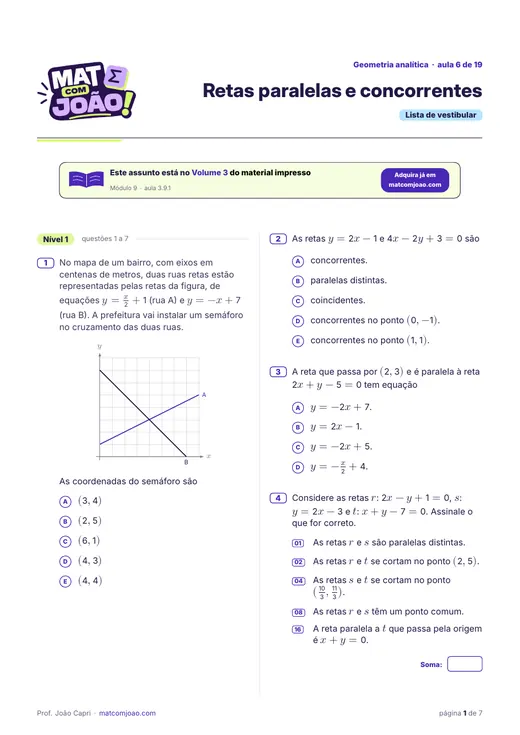 MAT Σ
COM
JOÃO!
Geometria analítica · aula 6 de 19
Retas paralelas e concorrentes
Lista de vestibular
Este assunto está no Volume 3 do material impresso
Módulo 9 · aula 3.9.1
Adquira já em
matcomjoao.com
Nível 1 questões 1 a 7
1 No mapa de um bairro, com eixos em
centenas de metros, duas ruas retas estão
representadas pelas retas da figura, de
equações y = x/2 + 1 (rua A) e y = −x + 7
(rua B). A prefeitura vai instalar um semáforo
no cruzamento das duas ruas.
y
A
x
B
As coordenadas do semáforo são
A (3, 4)
B (2, 5)
C (6, 1)
D (4, 3)
E (4, 4)
2 As retas y = 2x − 1 e 4x − 2y + 3 = 0 são
A concorrentes.
B paralelas distintas.
C coincidentes.
D concorrentes no ponto (0, −1).
E concorrentes no ponto (1, 1).
3 A reta que passa por (2, 3) e é paralela à reta
2x + y − 5 = 0 tem equação
A y = −2x + 7.
B y = 2x − 1.
C y = −2x + 5.
D y = −x/2 + 4.
4 Considere as retas r: 2x − y + 1 = 0, s:
y = 2x − 3 e t: x + y − 7 = 0. Assinale o
que for correto.
01 As retas r e s são paralelas distintas.
02 As retas r e t se cortam no ponto (2, 5).
04 As retas s e t se cortam no ponto
(10/3, 11/3).
08 As retas r e s têm um ponto comum.
16 A reta paralela a t que passa pela origem
é x + y = 0.
Soma:
Prof. João Capri · matcomjoao.com
página 1 de 7